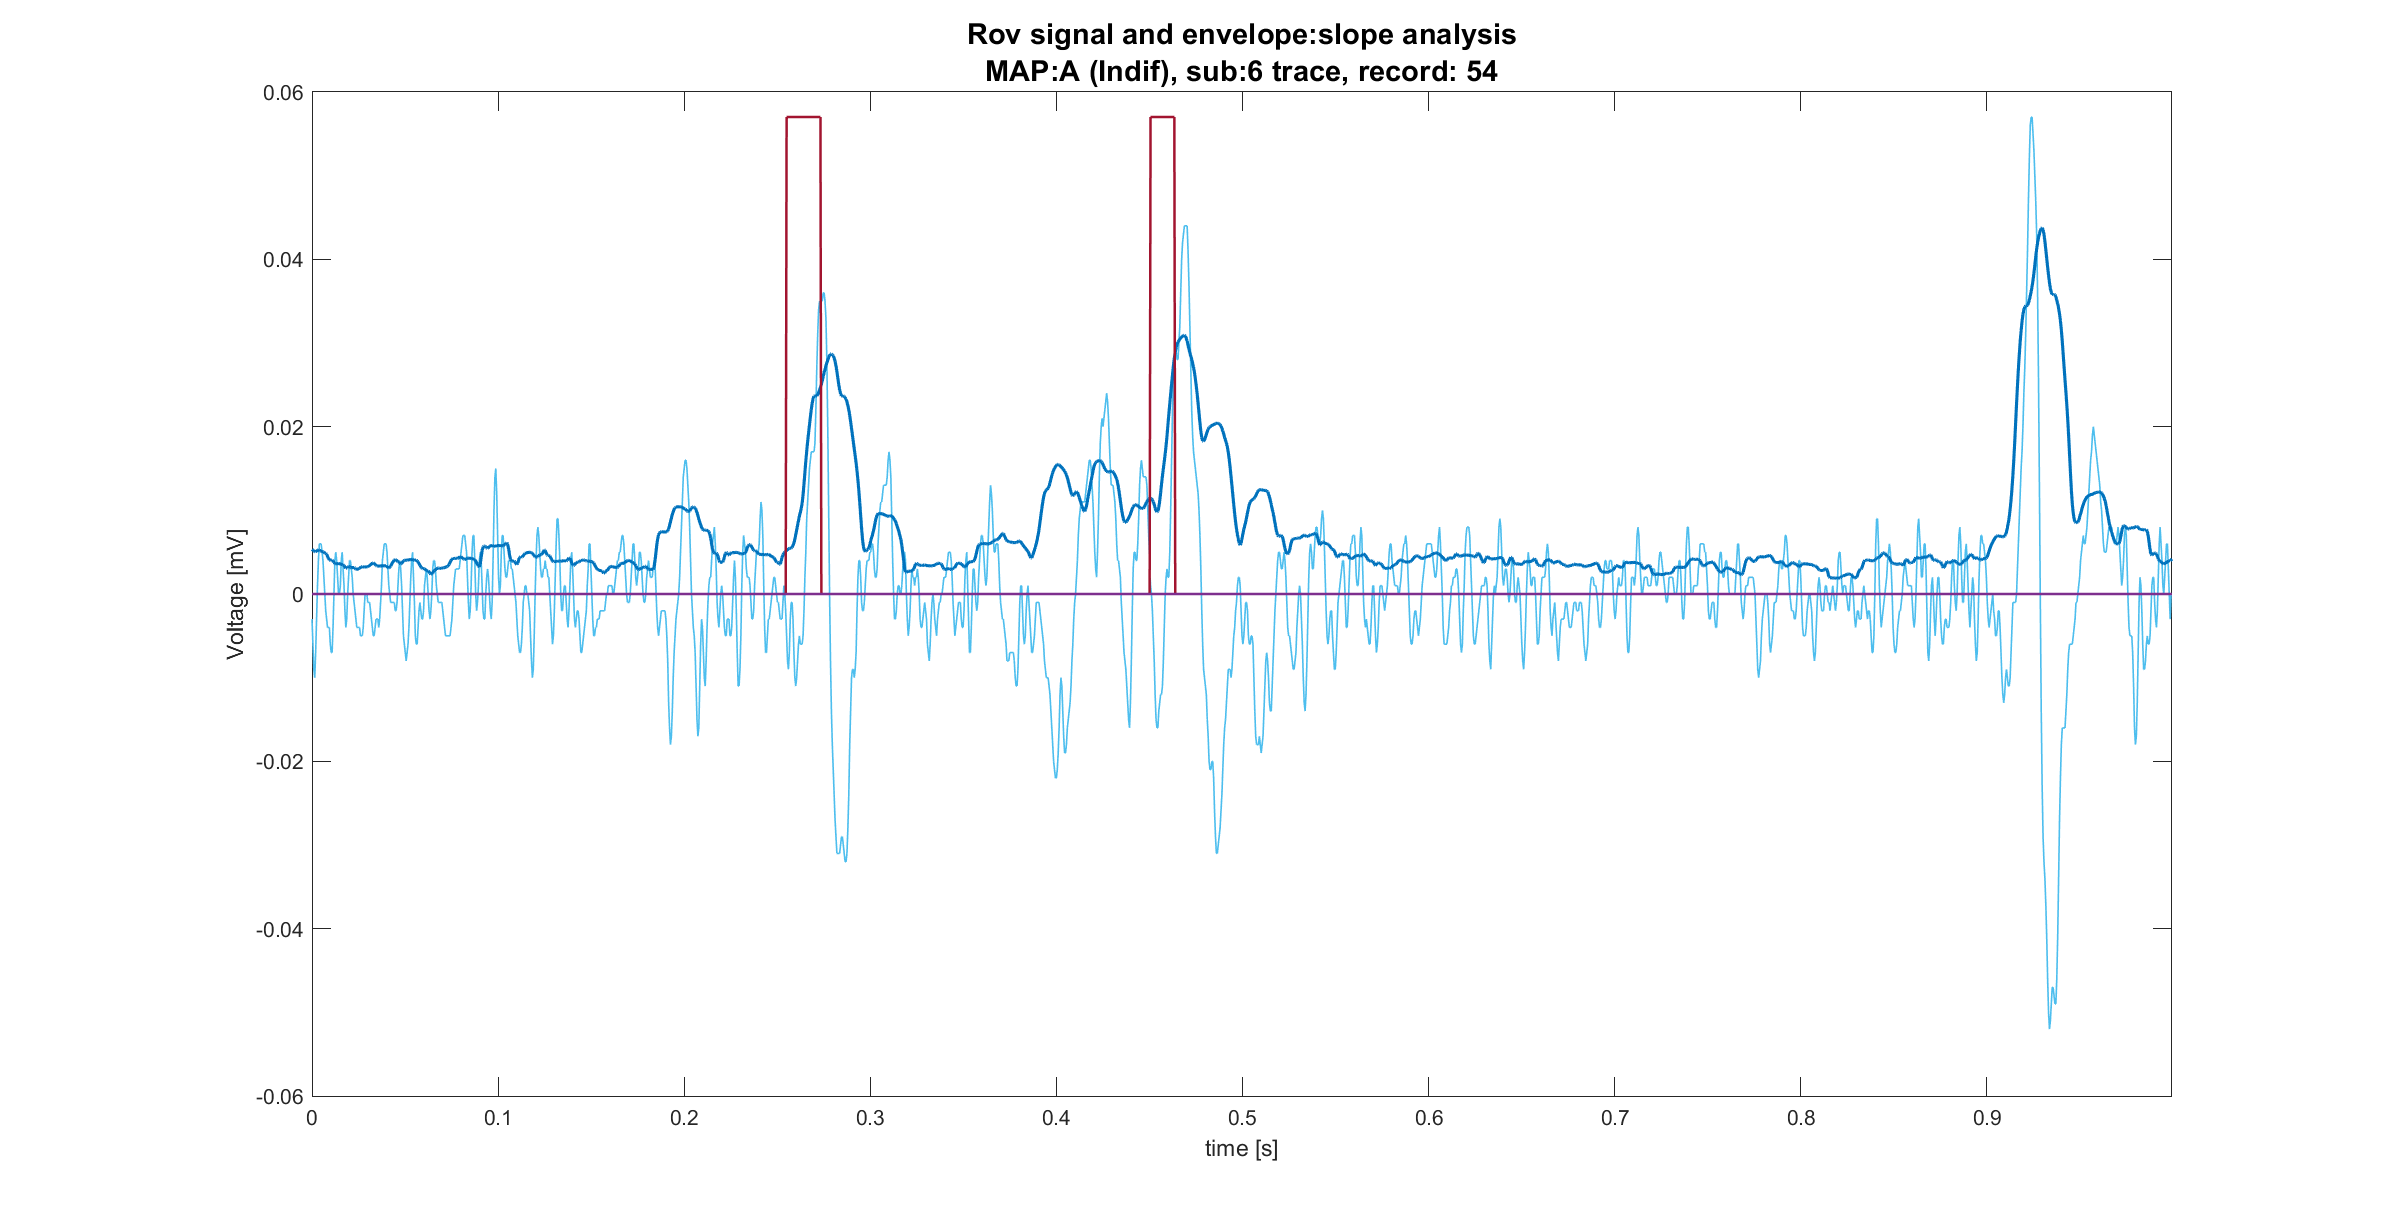 Rov signal and envelope:slope analysis
MAP:A (Indif), sub:6 trace, record: 54
0.06
0.04
0.02
0
-0.02
-0.04
-0.06
Voltage [mV]
0 0.1 0.2 0.3 0.4 0.5 0.6 0.7 0.8 0.9
time [s]